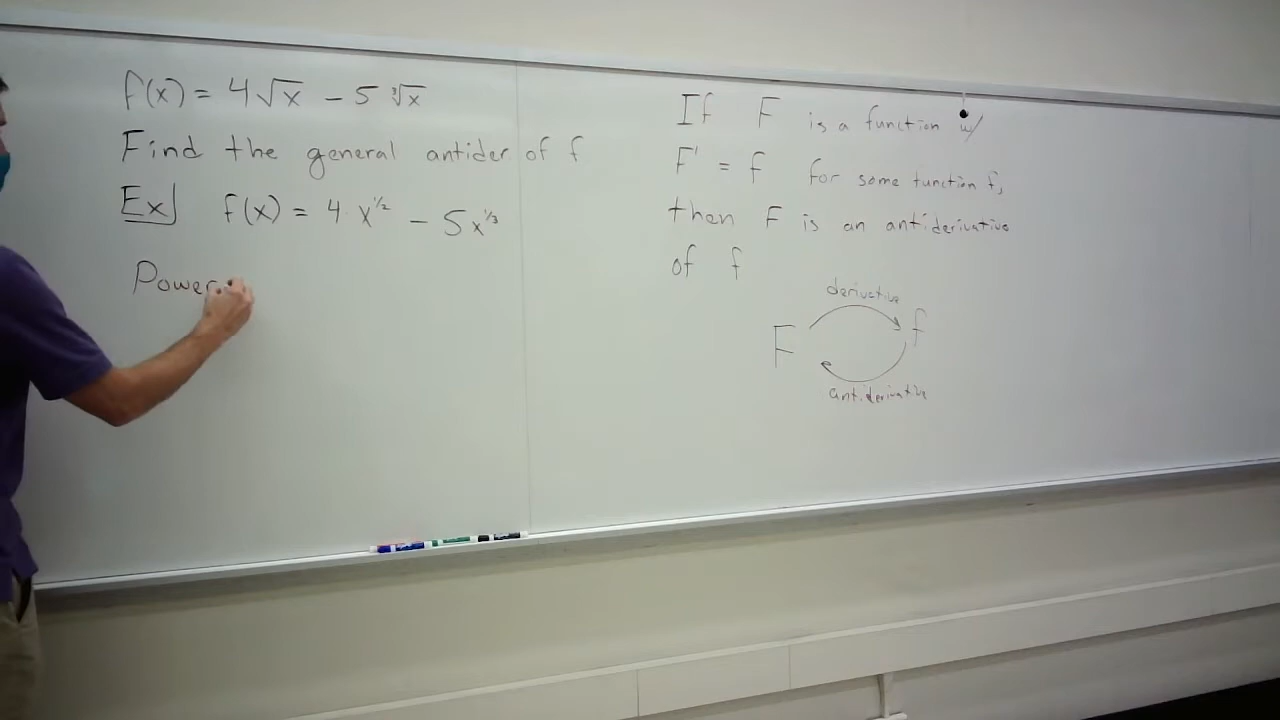 f(x) = 4√x − 5 ∛x
Find the general antider of f
Ex f(x) = 4 x^{1/2} − 5x^{1/3}
Power
If F is a function w/
F' = f for some function f,
then F is an antiderivative
of f
derivative
F f
antiderivative